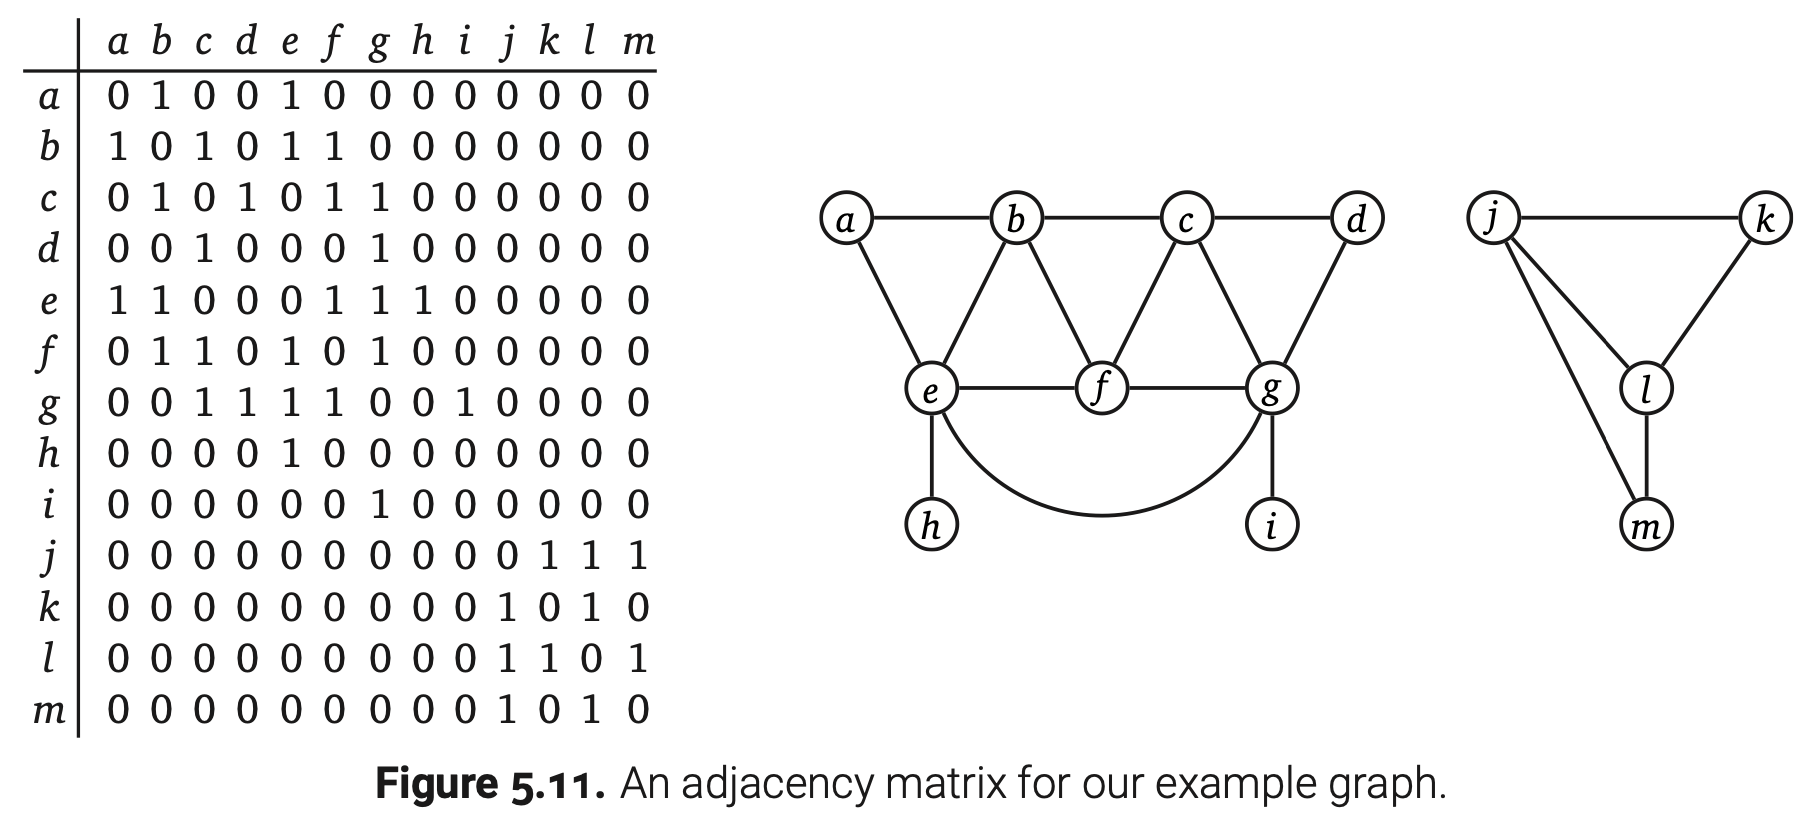 a b c d e f g h i j k l m
a 0 1 0 0 1 0 0 0 0 0 0 0 0
b 1 0 1 0 1 1 0 0 0 0 0 0 0
c 0 1 0 1 0 1 1 0 0 0 0 0 0
d 0 0 1 0 0 0 1 0 0 0 0 0 0
e 1 1 0 0 0 1 1 1 0 0 0 0 0
f 0 1 1 0 1 0 1 0 0 0 0 0 0
g 0 0 1 1 1 1 0 0 1 0 0 0 0
h 0 0 0 0 1 0 0 0 0 0 0 0 0
i 0 0 0 0 0 0 1 0 0 0 0 0 0
j 0 0 0 0 0 0 0 0 0 0 1 1 1
k 0 0 0 0 0 0 0 0 0 1 0 1 0
l 0 0 0 0 0 0 0 0 0 1 1 0 1
m 0 0 0 0 0 0 0 0 0 1 0 1 0
a b c d j k
e f g l
h i m
Figure 5.11. An adjacency matrix for our example graph.